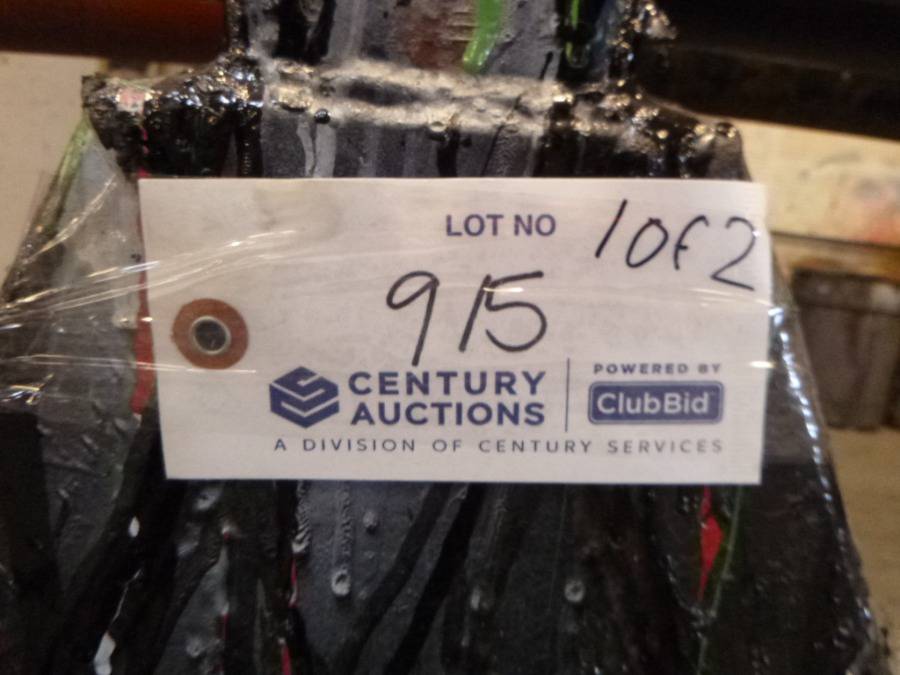 LOT NO 1 of 2
915
CENTURY AUCTIONS
POWERED BY ClubBid
A DIVISION OF CENTURY SERVICES